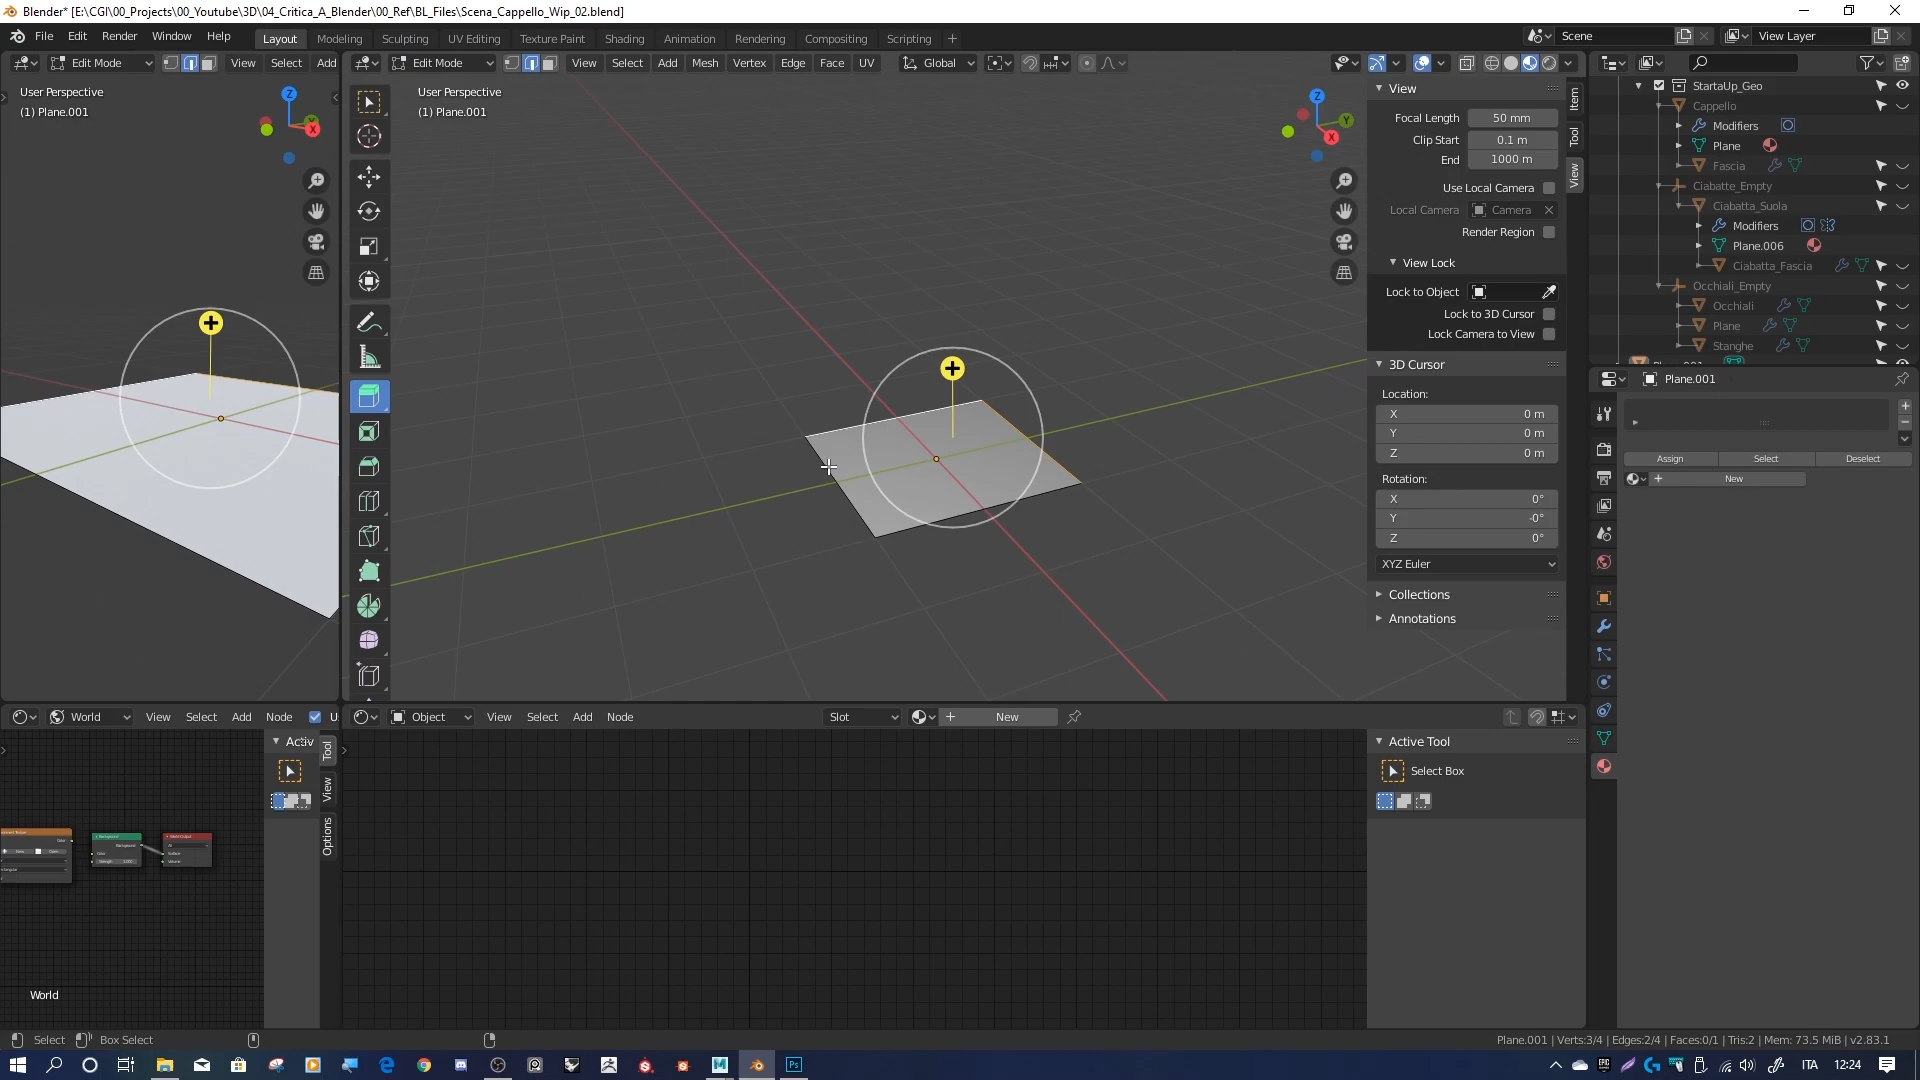 Blender* [E:\CGI\00_Projects\00_Youtube\3D\04_Critica_A_Blender\00_Ref\BL_Files\Scena_Cappello_Wip_02.blend]
File Edit Render Window Help Layout Modeling Sculpting UV Editing Texture Paint Shading Animation Rendering Compositing Scripting + Scene View Layer
Edit Mode View Select Add
Edit Mode View Select Add Mesh Vertex Edge Face UV Global
User Perspective
(1) Plane.001
User Perspective
(1) Plane.001
Z
Y
X
Z
Y
X
View
Focal Length 50 mm
Clip Start 0.1 m
End 1000 m
Use Local Camera
Local Camera Camera
Render Region
View Lock
Lock to Object
Lock to 3D Cursor
Lock Camera to View
3D Cursor
Location:
X 0 m
Y 0 m
Z 0 m
Rotation:
X 0°
Y -0°
Z 0°
XYZ Euler
Collections
Annotations
Item
Tool
View
StartaUp_Geo
Cappello
Modifiers
Plane
Fascia
Ciabatte_Empty
Ciabatta_Suola
Modifiers
Plane.006
Ciabatta_Fascia
Occhiali_Empty
Occhiali
Plane
Stanghe
Plane.001
Assign Select Deselect
New
World View Select Add Node U
Activ
Tool
View
Options
World
Object View Select Add Node Slot New
Active Tool
Select Box
Select Box Select
Plane.001 | Verts:3/4 | Edges:2/4 | Faces:0/1 | Tris:2 | Mem: 73.5 MiB | v2.83.1
ITA 12:24